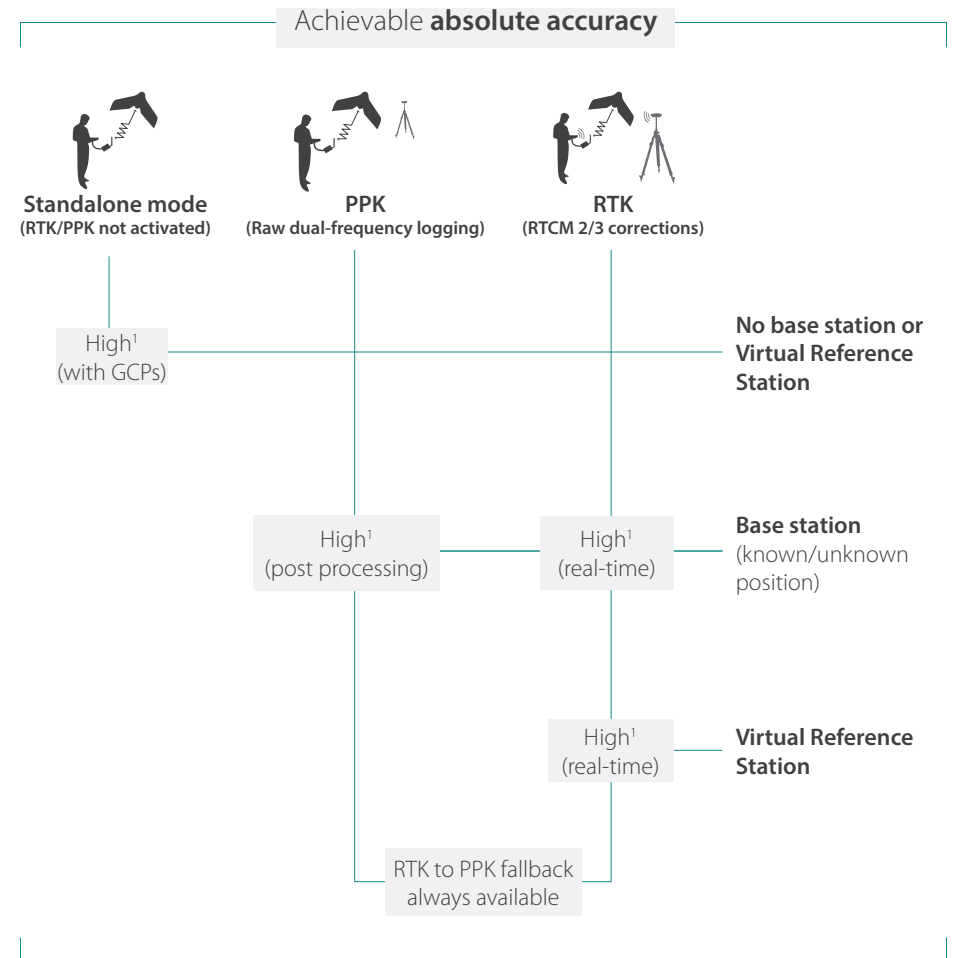 Achievable absolute accuracy
Standalone mode
(RTK/PPK not activated)
PPK
(Raw dual-frequency logging)
RTK
(RTCM 2/3 corrections)
High¹
(with GCPs)
No base station or
Virtual Reference
Station
High¹
(post processing)
High¹
(real-time)
Base station
(known/unknown
position)
High¹
(real-time)
Virtual Reference
Station
RTK to PPK fallback
always available